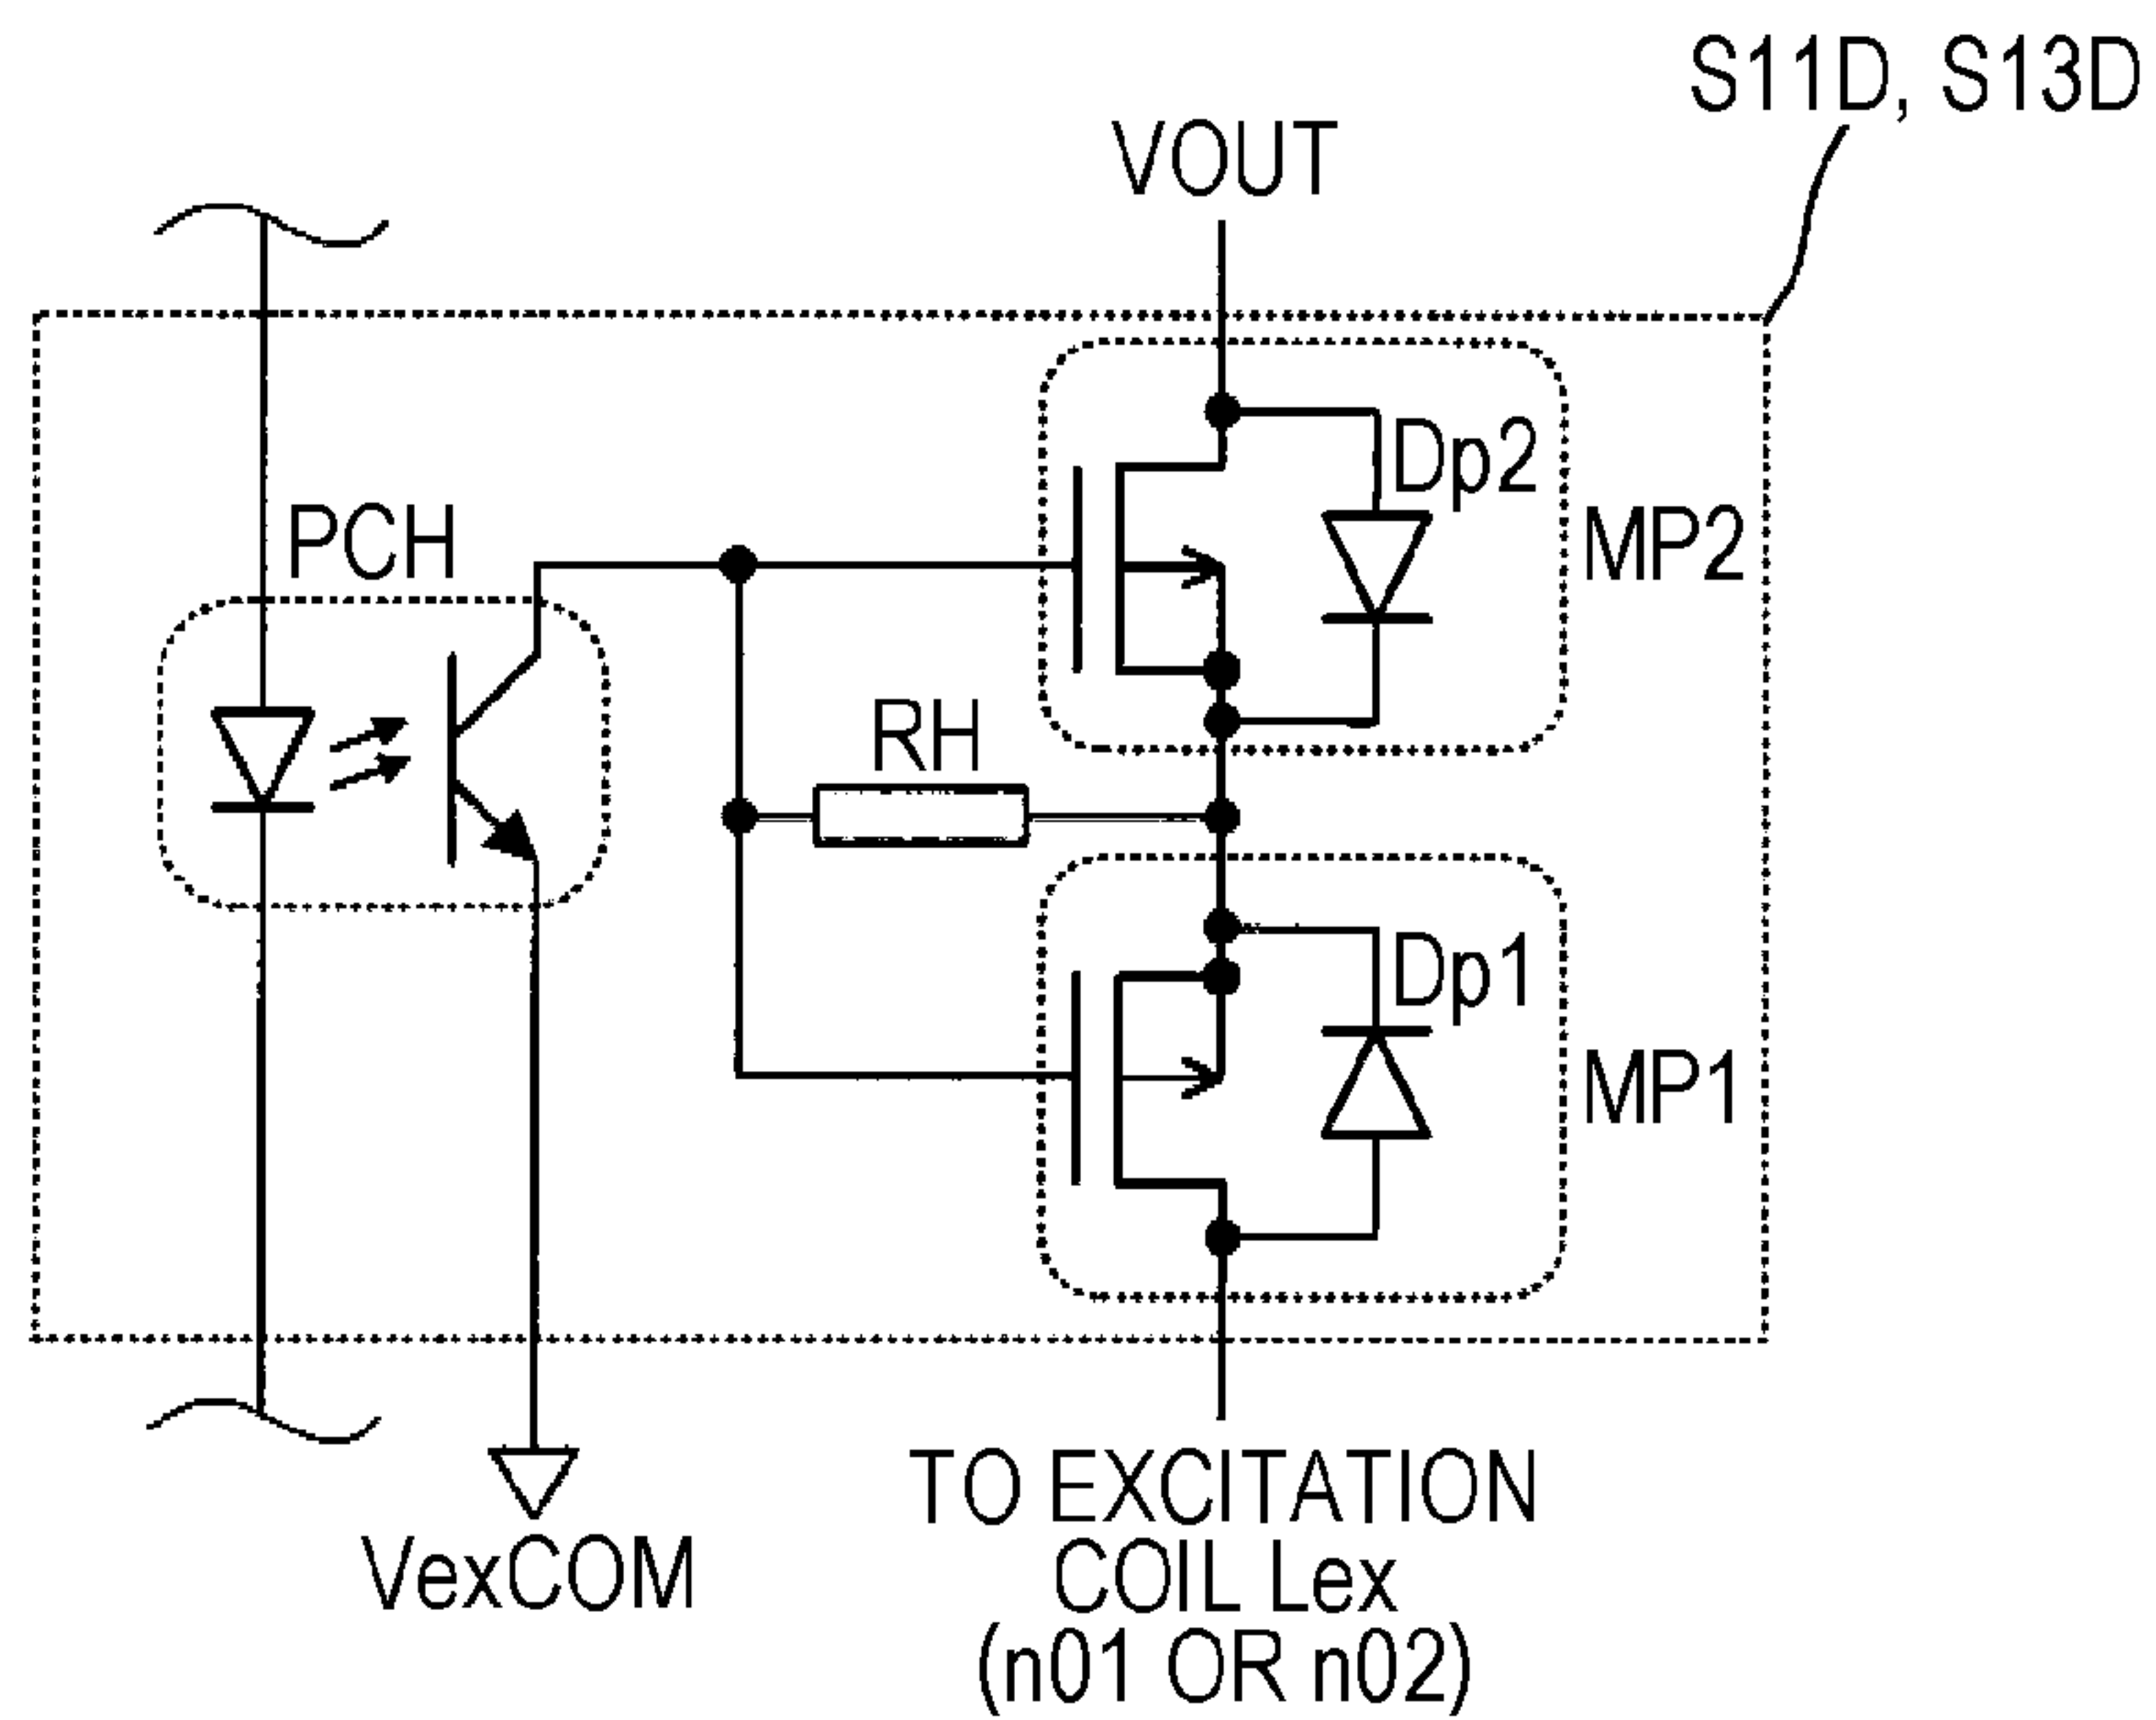 S11D, S13D
VOUT
Dp2
PCH
MP2
RH
Dp1
MP1
TO EXCITATION
COIL Lex
(n01 OR n02)
VexCOM